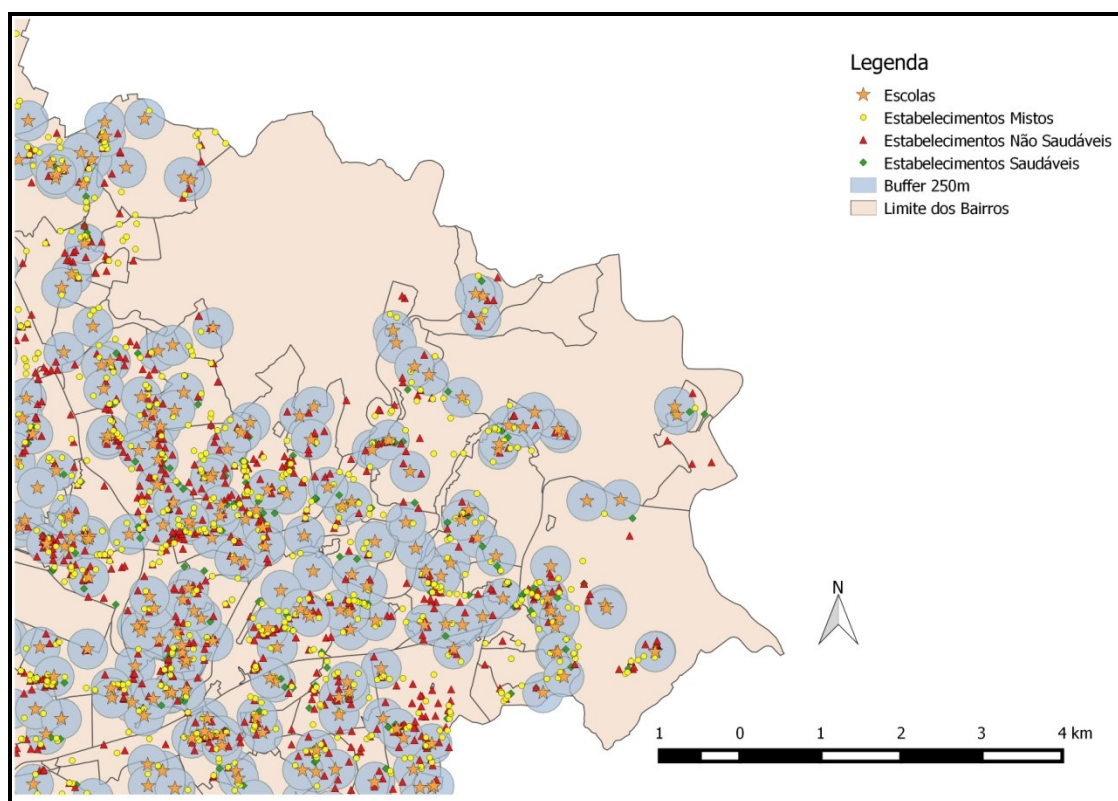 Legenda
Escolas
Estabelecimentos Mistos
Estabelecimentos Não Saudáveis
Estabelecimentos Saudáveis
Buffer 250m
Limite dos Bairros
N
1 0 1 2 3 4 km